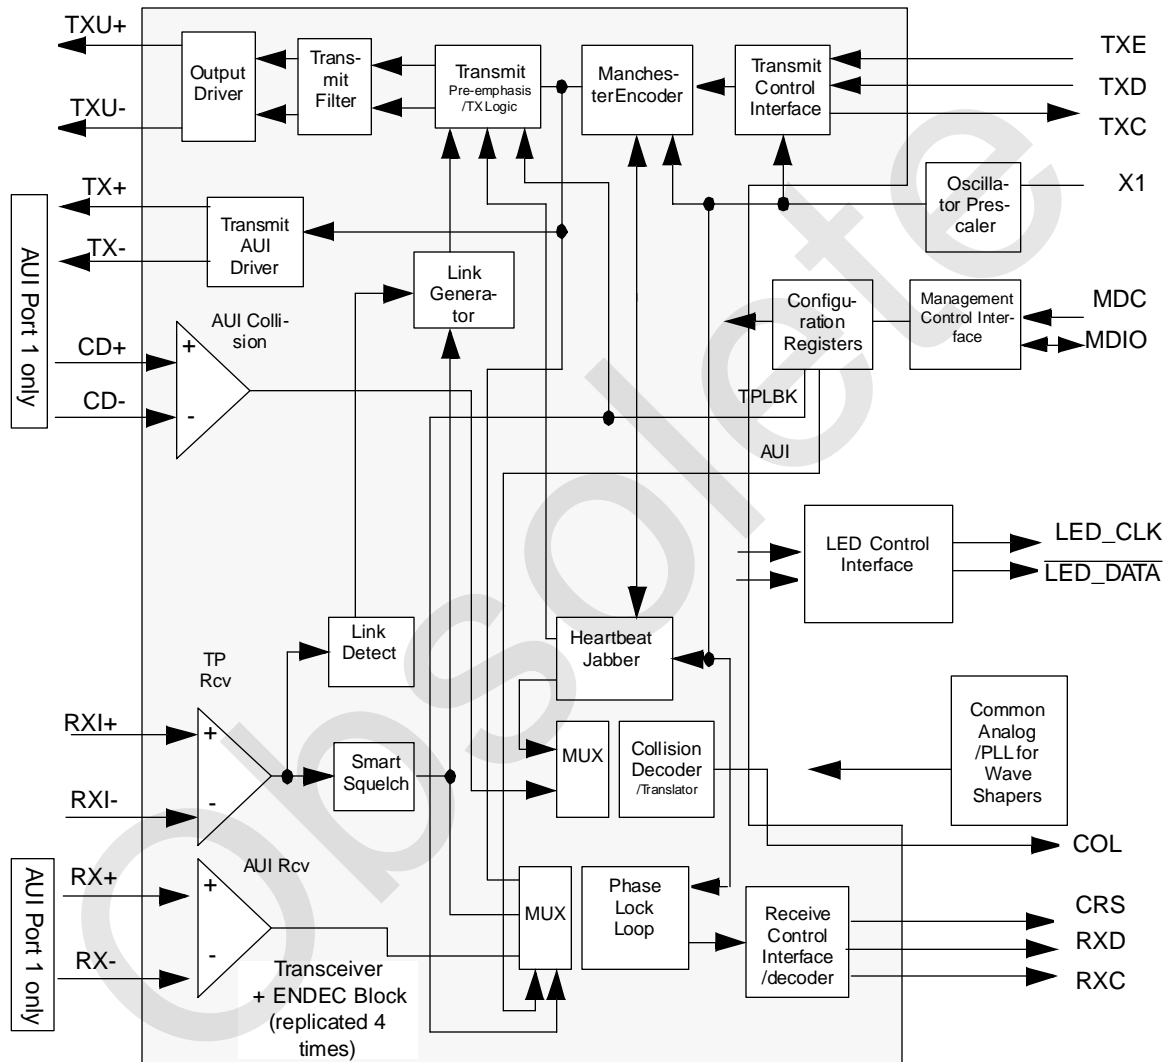 TXU+
TXU-
Output
Driver
Trans-
mit
Filter
Transmit
Pre-emphasis
/TX Logic
Manches-
ter Encoder
Transmit
Control
Interface
TXE
TXD
TXC
Oscilla-
tor Pres-
caler
X1
AUI Port 1 only
TX+
TX-
Transmit
AUI
Driver
Link
Genera-
tor
Configu-
ration
Registers
Management
Control Inter-
face
MDC
MDIO
CD+
CD-
AUI Colli-
sion
+
-
TPLBK
AUI
LED Control
Interface
LED_CLK
LED_DATA
Link
Detect
Heartbeat
Jabber
TP
Rcv
RXI+
RXI-
+
-
Smart
Squelch
MUX
Collision
Decoder
/Translator
Common
Analog
/PLL for
Wave
Shapers
COL
AUI Port 1 only
RX+
RX-
AUI Rcv
+
-
MUX
Phase
Lock
Loop
Receive
Control
Interface
/decoder
CRS
RXD
RXC
Transceiver
+ ENDEC Block
(replicated 4
times)
Obsolete